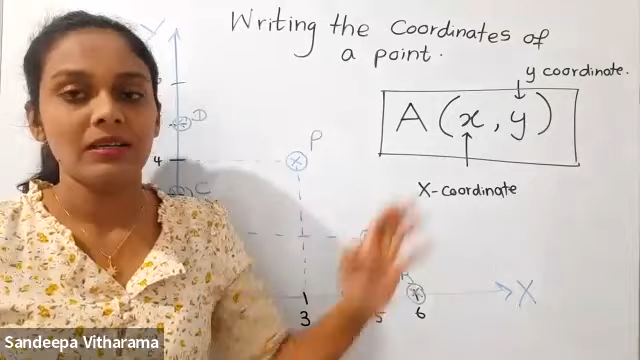 Writing the Coordinates of
a point.
y coordinate.
A (x, y)
X-coordinate
Y
D
P
4
C
X
3
5
6
Sandeepa Vitharama